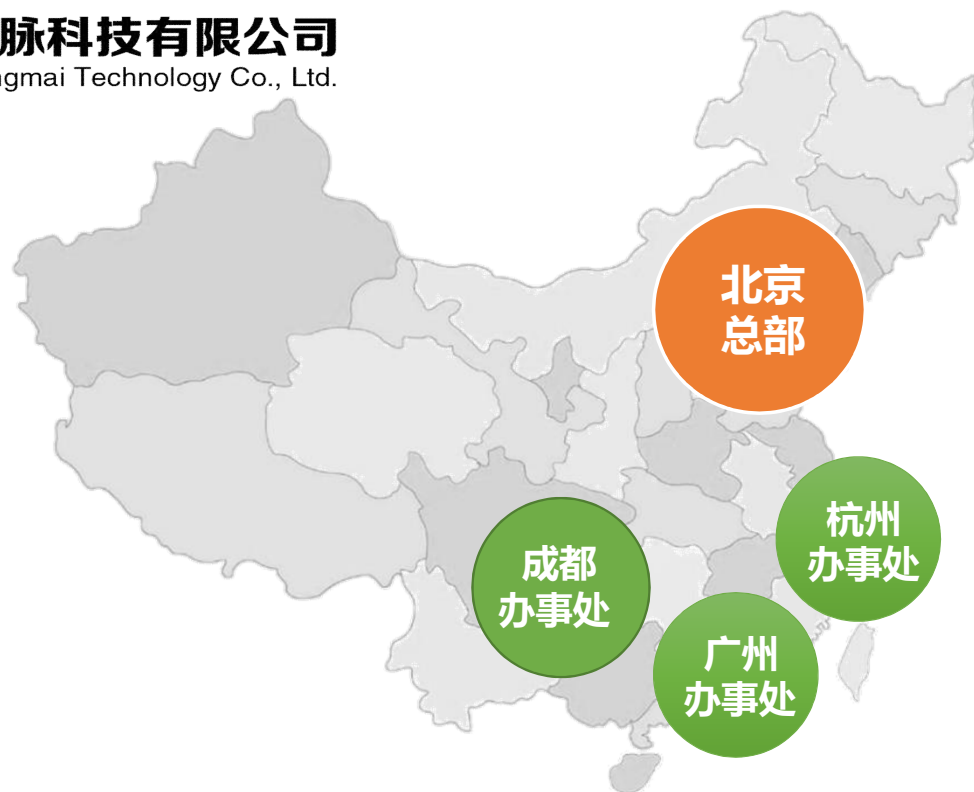 脉科技有限公司
ngmai Technology Co., Ltd.
北京
总部
杭州
办事处
成都
办事处
广州
办事处